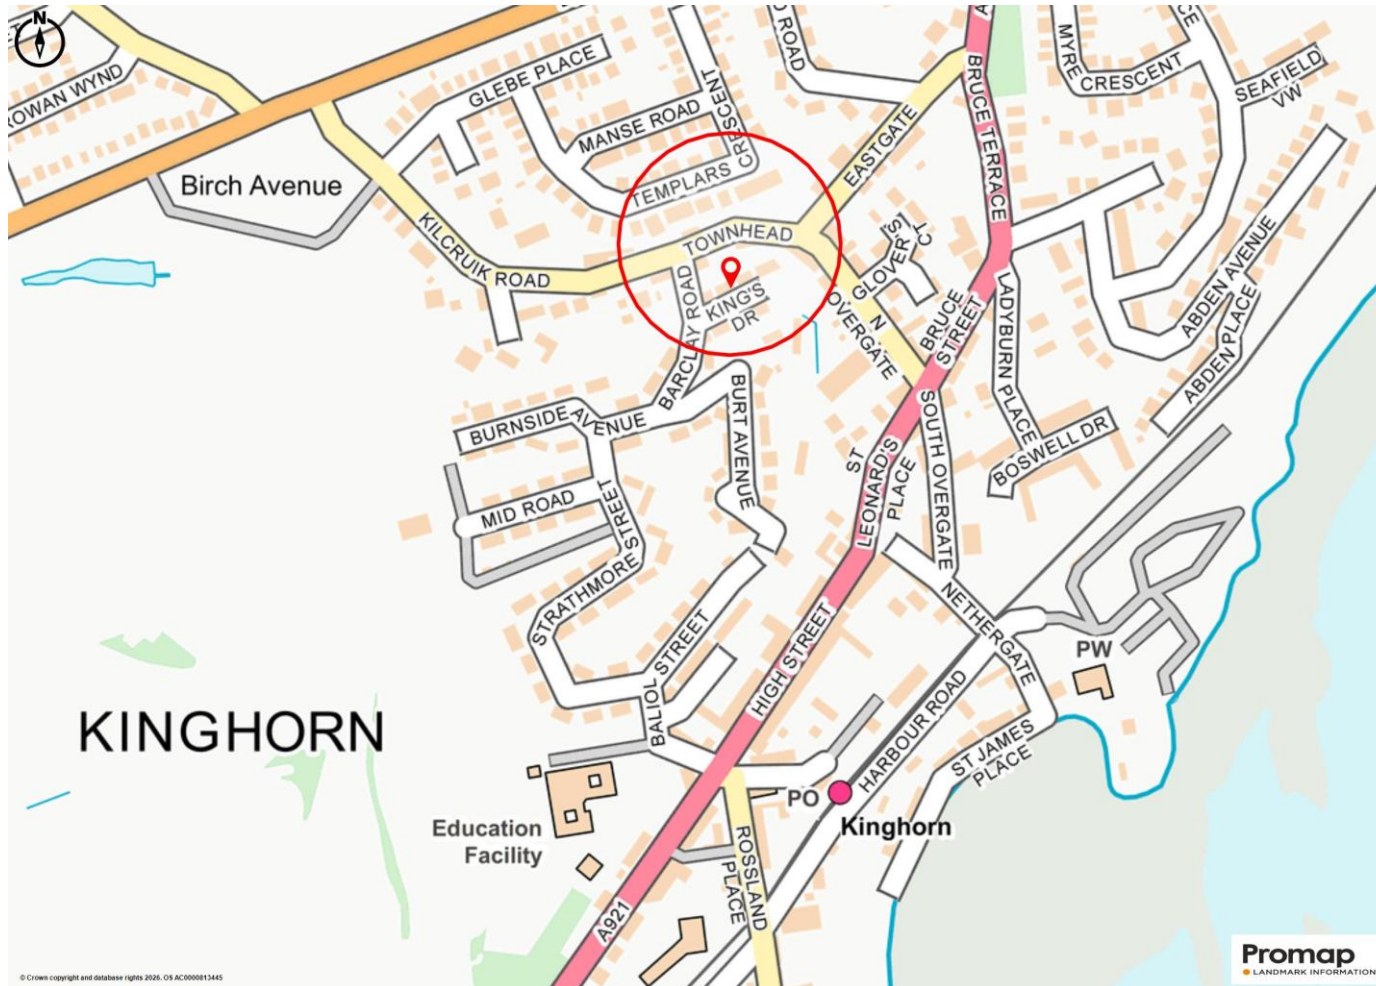 N
ROWAN WYND
GLEBE PLACE
MANSE ROAD
CRESCENT
TEMPLARS
O ROAD
A
BRUCE TERRACE
MYRE
CRESCENT
CE
SEAFIELD
VW
Birch Avenue
KILCRUIK ROAD
TOWNHEAD
EASTGATE
GLOVER'S
CT
N
OVERGATE
BRUCE
STREET
LADYBURN PLACE
ABDEN AVENUE
ABDEN PLACE
BARCLAY ROAD
KING'S
DR
BURNSIDE AVENUE
BURT AVENUE
MID ROAD
STRATHMORE STREET
ST
LEONARD'S
PLACE
SOUTH OVERGATE
BOSWELL DR
NETHERGATE
PW
BALIOL STREET
HIGH STREET
HARBOUR ROAD
ST JAMES
PLACE
KINGHORN
PO
Kinghorn
Education
Facility
ROSSLAND
PLACE
A921
© Crown copyright and database rights 2026. OS AC0000813445
Promap
LANDMARK INFORMATION